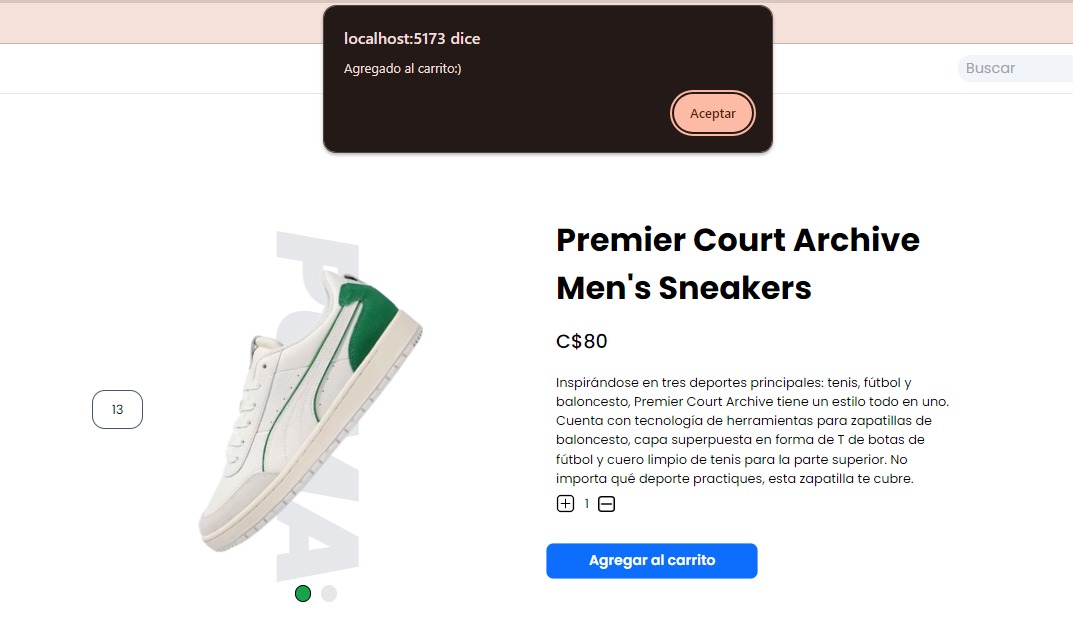 localhost:5173 dice
Agregado al carrito:)
Aceptar
Buscar
PUMA
13
Premier Court Archive
Men's Sneakers
C$80
Inspirándose en tres deportes principales: tenis, fútbol y
baloncesto, Premier Court Archive tiene un estilo todo en uno.
Cuenta con tecnología de herramientas para zapatillas de
baloncesto, capa superpuesta en forma de T de botas de
fútbol y cuero limpio de tenis para la parte superior. No
importa qué deporte practiques, esta zapatilla te cubre.
1
Agregar al carrito